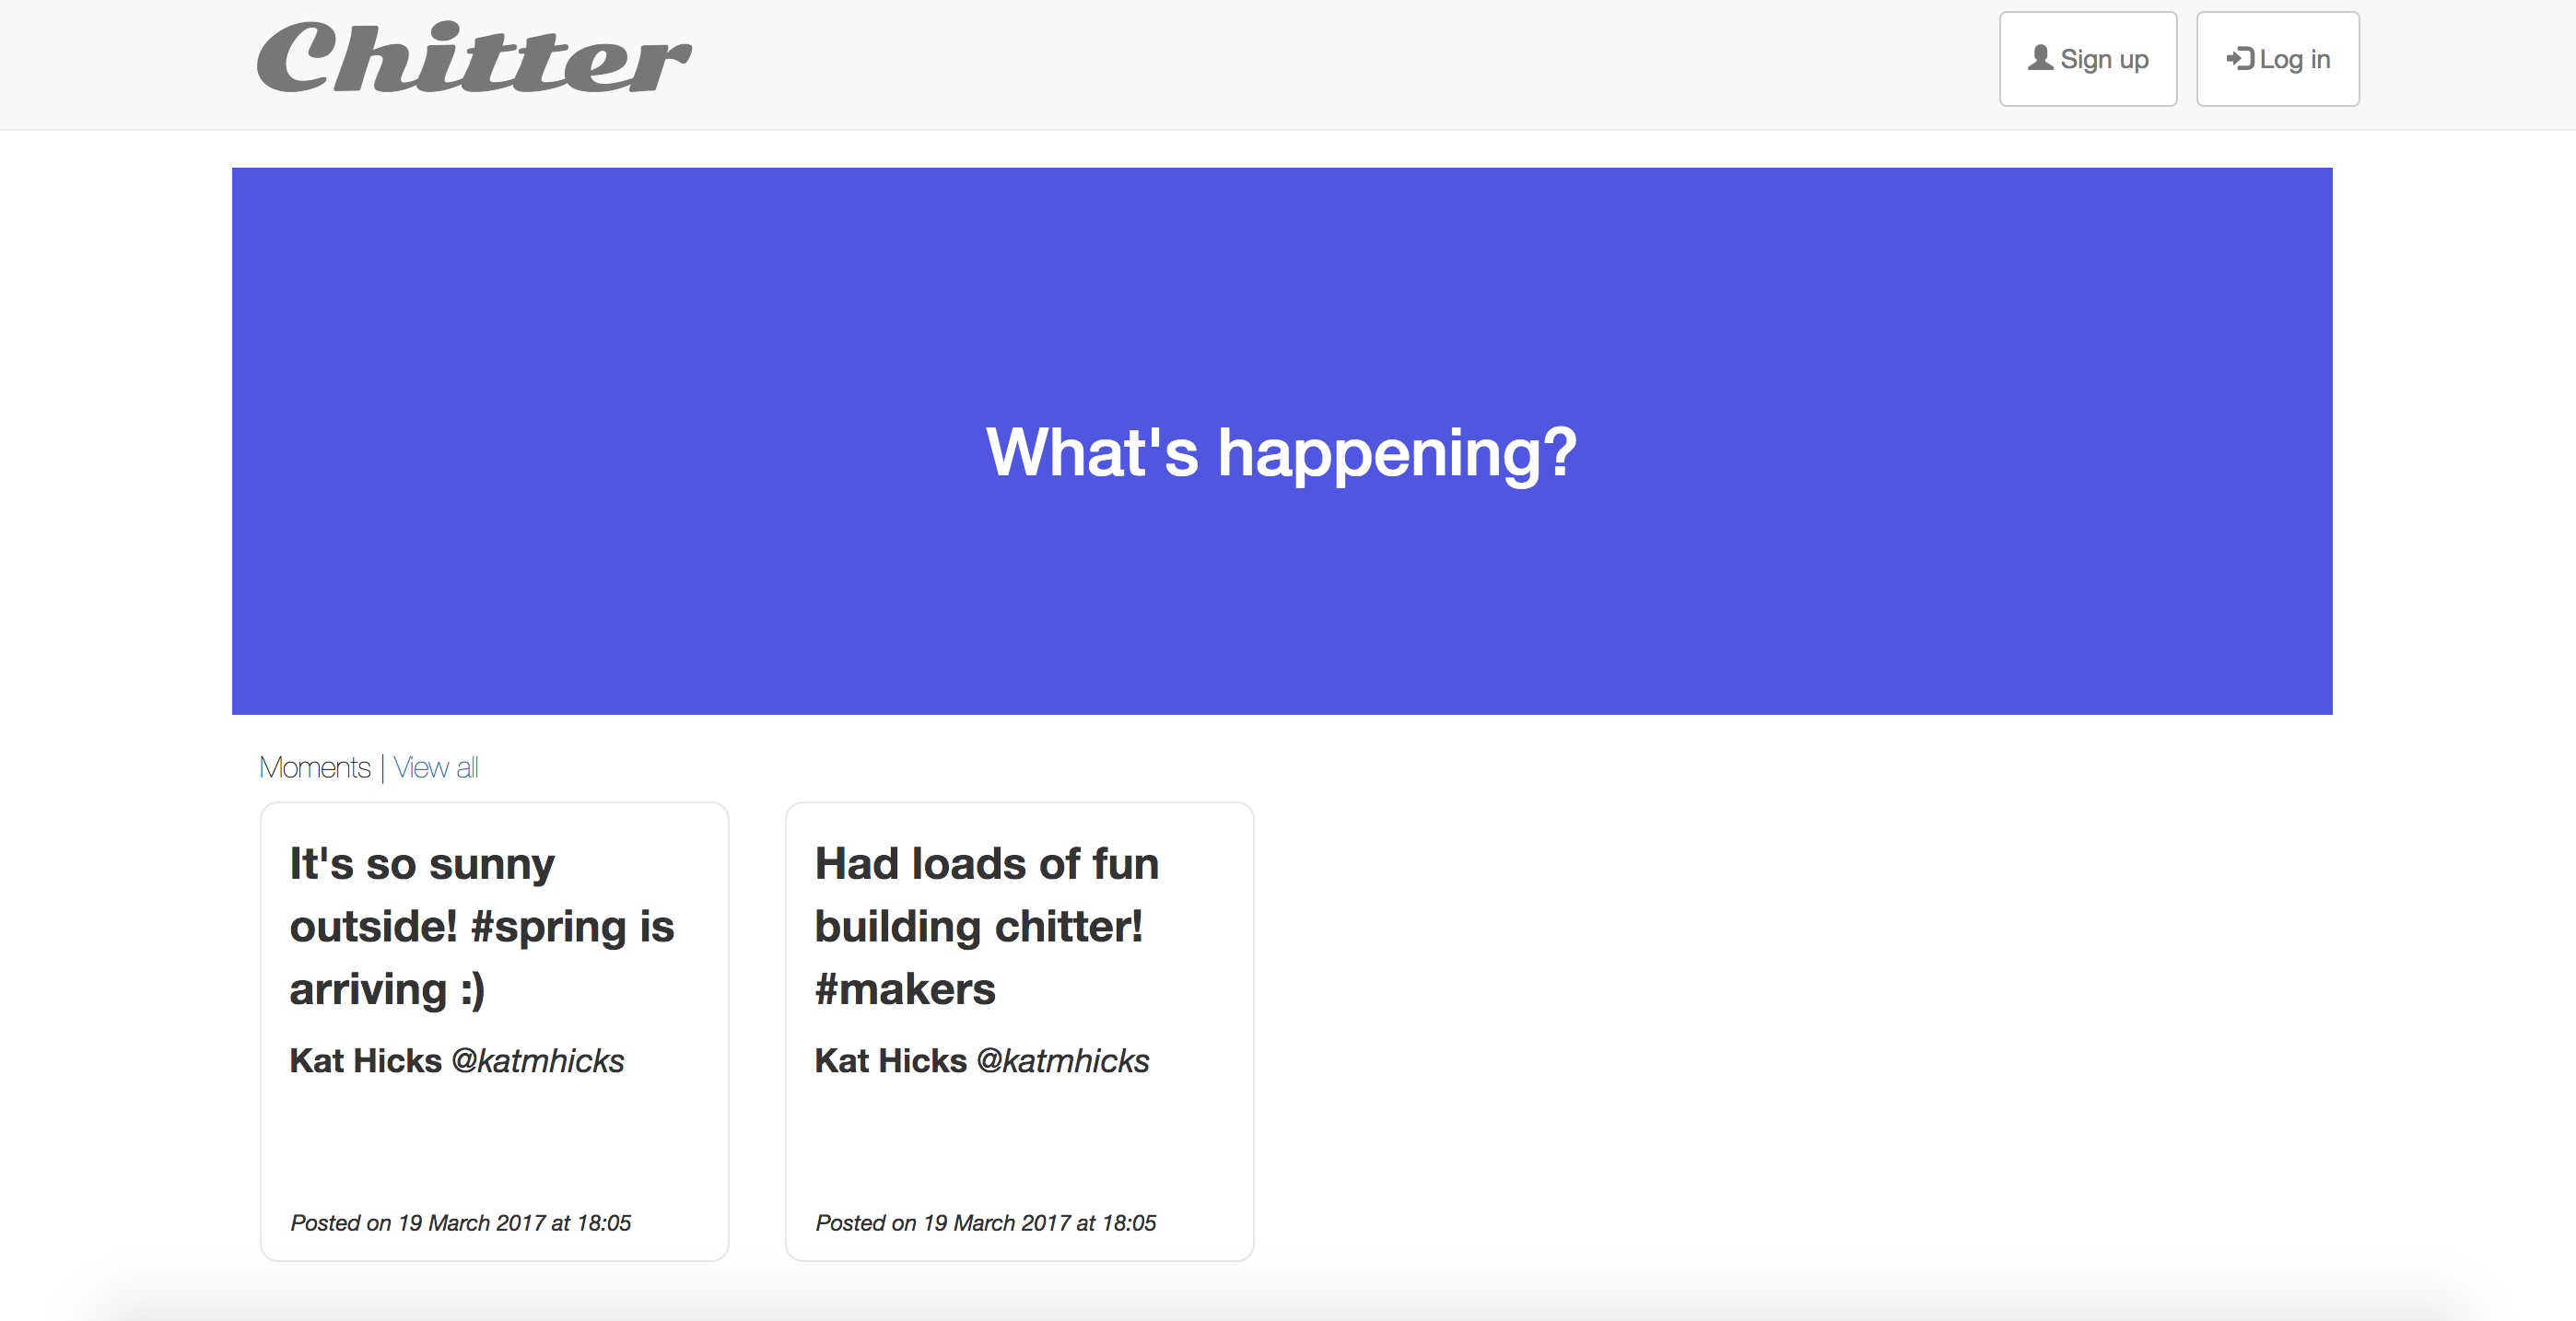 Chitter
Sign up
Log in
What's happening?
Moments | View all
It's so sunny
outside! #spring is
arriving :)
Kat Hicks @katmhicks
Posted on 19 March 2017 at 18:05
Had loads of fun
building chitter!
#makers
Kat Hicks @katmhicks
Posted on 19 March 2017 at 18:05